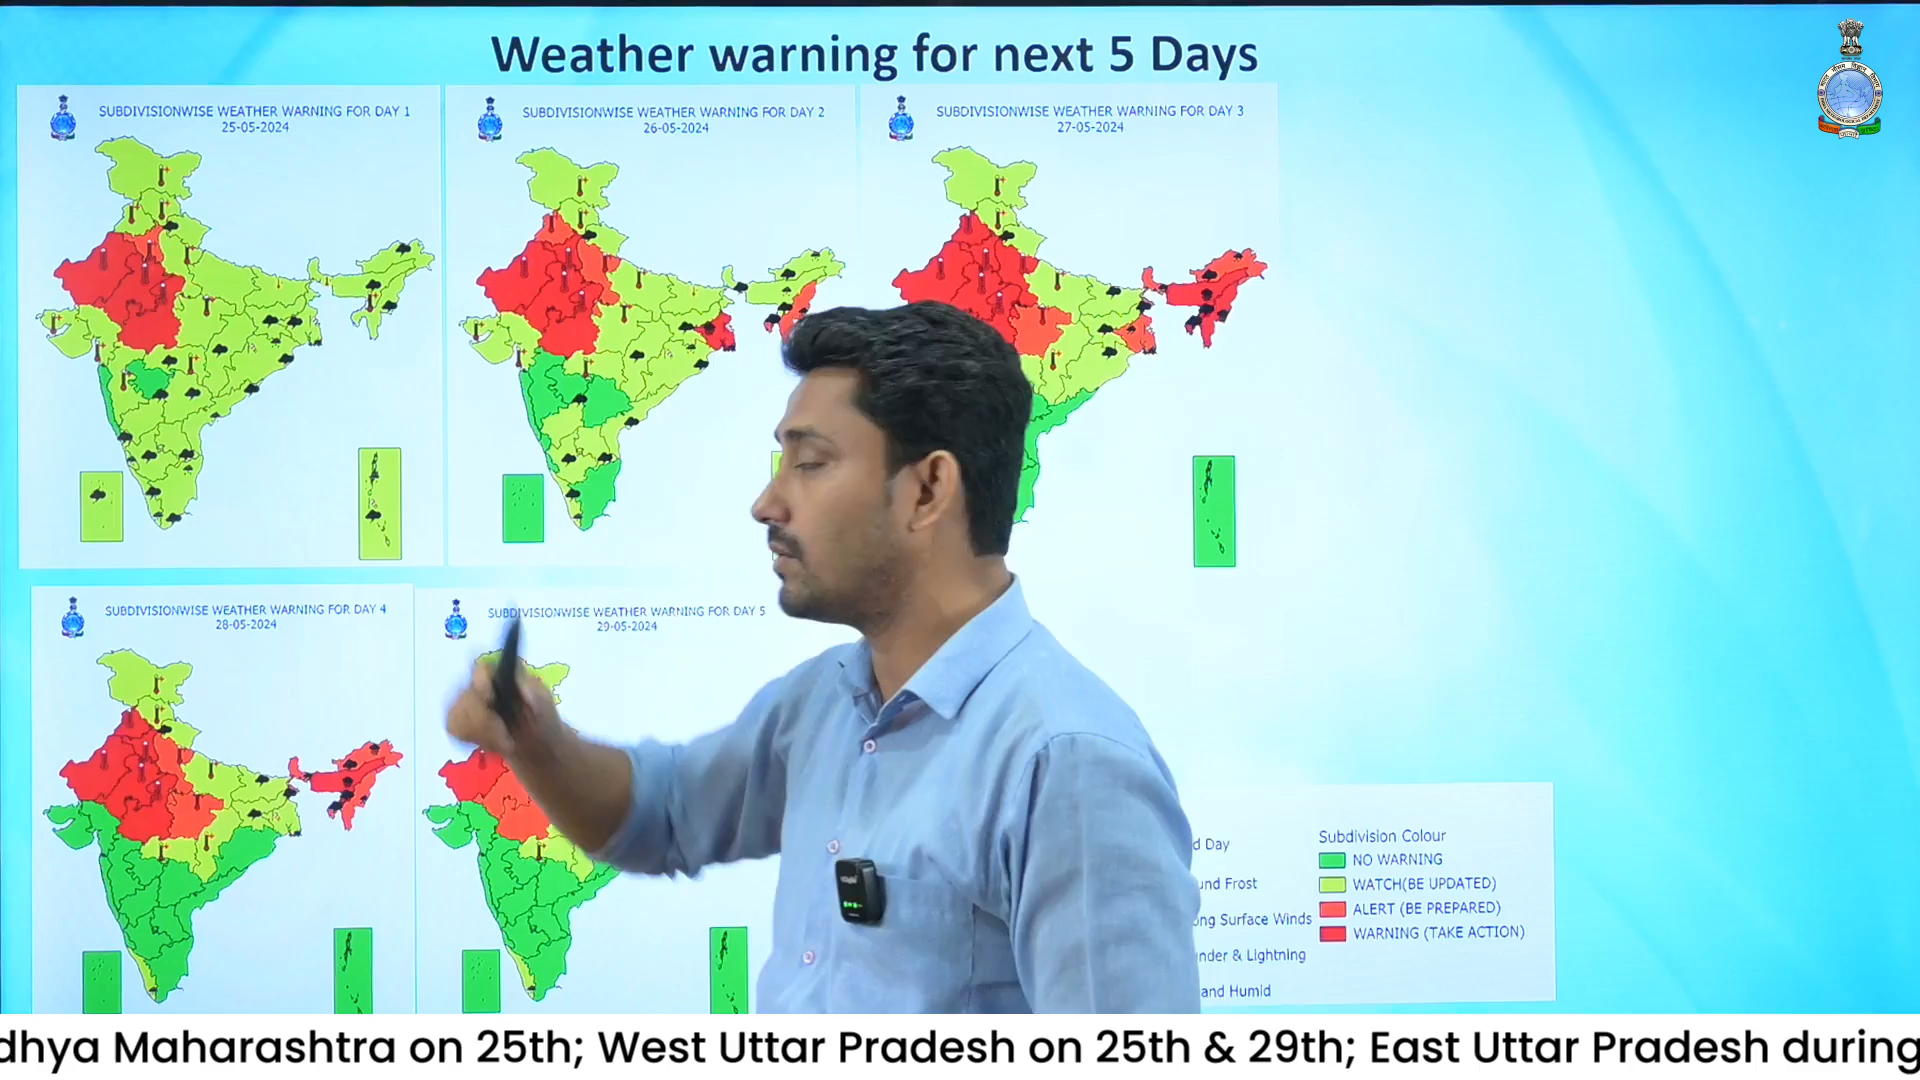 Weather warning for next 5 Days
SUBDIVISIONWISE WEATHER WARNING FOR DAY 1
25-05-2024
SUBDIVISIONWISE WEATHER WARNING FOR DAY 2
26-05-2024
SUBDIVISIONWISE WEATHER WARNING FOR DAY 3
27-05-2024
SUBDIVISIONWISE WEATHER WARNING FOR DAY 4
28-05-2024
SUBDIVISIONWISE WEATHER WARNING FOR DAY 5
29-05-2024
d Day
und Frost
ong Surface Winds
nder & Lightning
and Humid
Subdivision Colour
NO WARNING
WATCH(BE UPDATED)
ALERT (BE PREPARED)
WARNING (TAKE ACTION)
dhya Maharashtra on 25th; West Uttar Pradesh on 25th & 29th; East Uttar Pradesh during